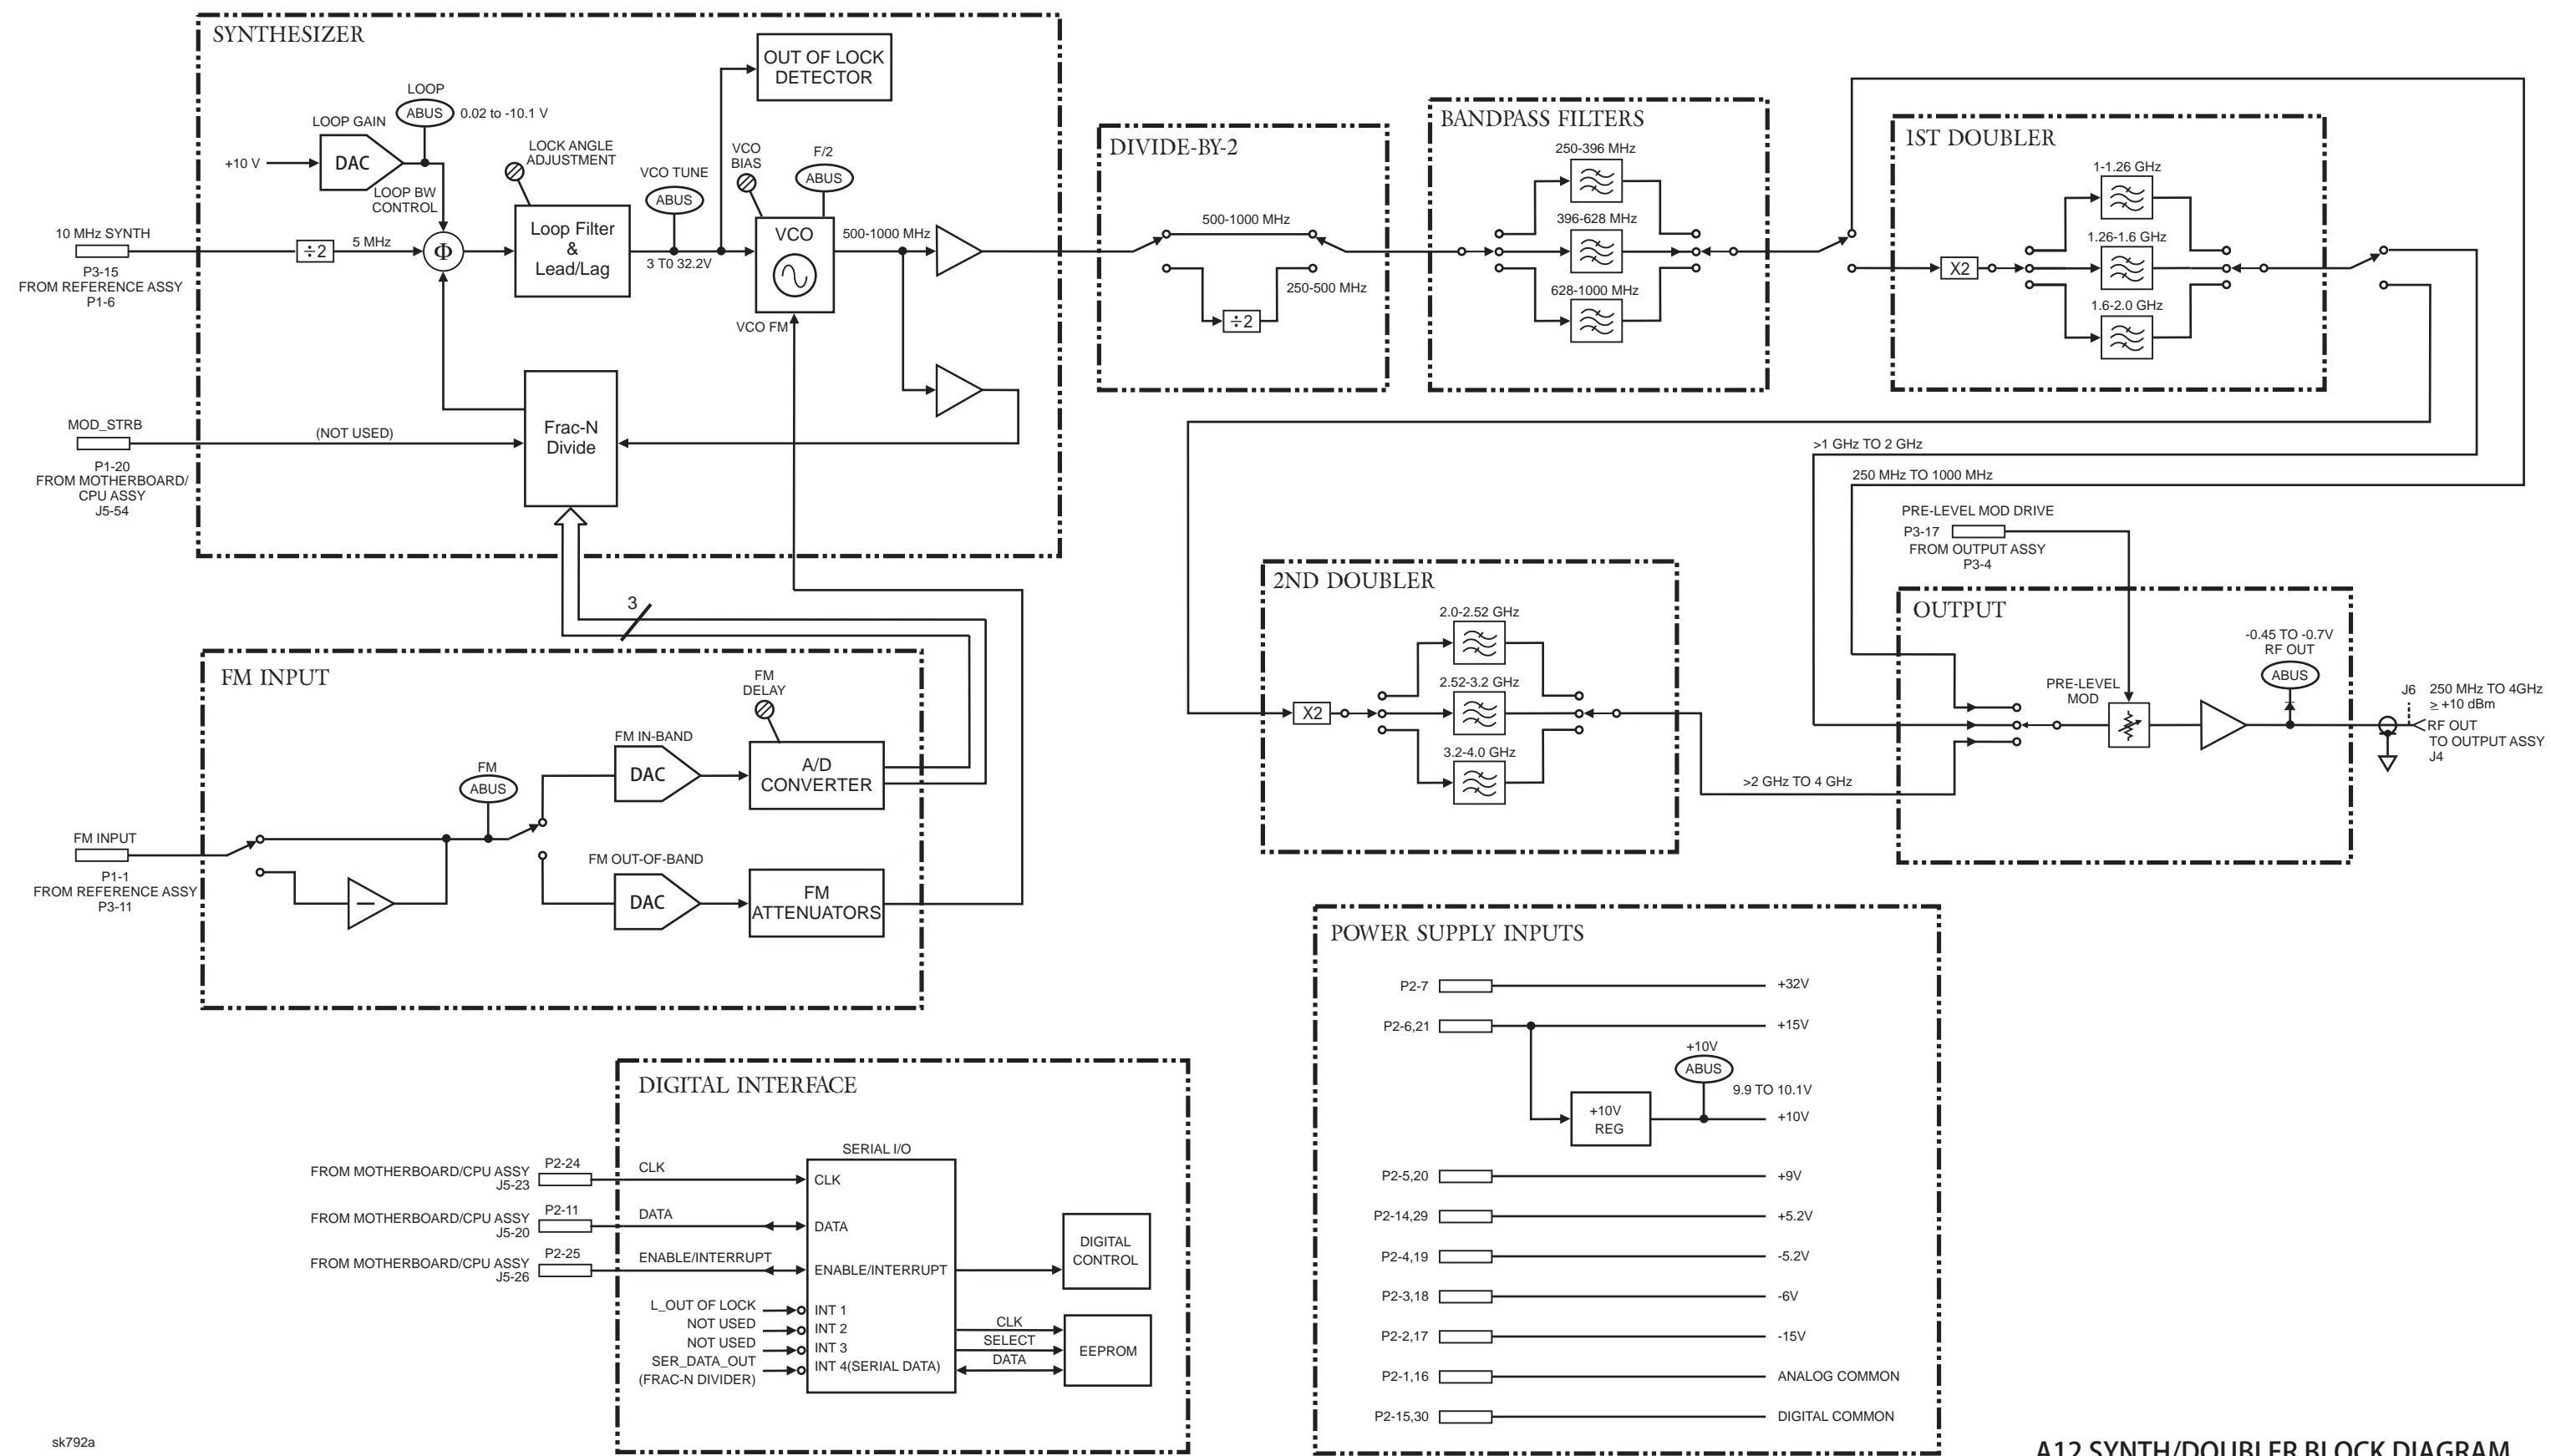 SYNTHESIZER
OUT OF LOCK
DETECTOR
LOOP
ABUS
0.02 to -10.1 V
LOOP GAIN
+10 V
DAC
LOOP BW
CONTROL
LOCK ANGLE
ADJUSTMENT
VCO TUNE
ABUS
VCO
BIAS
F/2
ABUS
10 MHz SYNTH
P3-15
FROM REFERENCE ASSY
P1-6
÷2
5 MHz
Φ
Loop Filter
&
Lead/Lag
3 T0 32.2V
VCO
500-1000 MHz
VCO FM
MOD_STRB
(NOT USED)
P1-20
FROM MOTHERBOARD/
CPU ASSY
J5-54
Frac-N
Divide
3
DIVIDE-BY-2
500-1000 MHz
250-500 MHz
÷2
BANDPASS FILTERS
250-396 MHz
396-628 MHz
628-1000 MHz
1ST DOUBLER
1-1.26 GHz
1.26-1.6 GHz
1.6-2.0 GHz
X2
>1 GHz TO 2 GHz
250 MHz TO 1000 MHz
PRE-LEVEL MOD DRIVE
P3-17
FROM OUTPUT ASSY
P3-4
2ND DOUBLER
2.0-2.52 GHz
2.52-3.2 GHz
3.2-4.0 GHz
X2
>2 GHz TO 4 GHz
OUTPUT
-0.45 TO -0.7V
RF OUT
ABUS
PRE-LEVEL
MOD
J6
250 MHz TO 4GHz
≥ +10 dBm
RF OUT
TO OUTPUT ASSY
J4
FM INPUT
FM
DELAY
FM IN-BAND
DAC
A/D
CONVERTER
FM
ABUS
FM INPUT
P1-1
FROM REFERENCE ASSY
P3-11
FM OUT-OF-BAND
DAC
FM
ATTENUATORS
POWER SUPPLY INPUTS
P2-7
+32V
P2-6,21
+15V
+10V
ABUS
9.9 TO 10.1V
+10V
REG
+10V
P2-5,20
+9V
P2-14,29
+5.2V
P2-4,19
-5.2V
P2-3,18
-6V
P2-2,17
-15V
P2-1,16
ANALOG COMMON
P2-15,30
DIGITAL COMMON
DIGITAL INTERFACE
SERIAL I/O
FROM MOTHERBOARD/CPU ASSY
J5-23
P2-24
CLK
CLK
FROM MOTHERBOARD/CPU ASSY
J5-20
P2-11
DATA
DATA
FROM MOTHERBOARD/CPU ASSY
J5-26
P2-25
ENABLE/INTERRUPT
ENABLE/INTERRUPT
DIGITAL
CONTROL
L_OUT OF LOCK
INT 1
NOT USED
INT 2
NOT USED
INT 3
SER_DATA_OUT
(FRAC-N DIVIDER)
INT 4(SERIAL DATA)
CLK
SELECT
DATA
EEPROM
sk792a
A12 SYNTH/DOUBLER BLOCK DIAGRAM